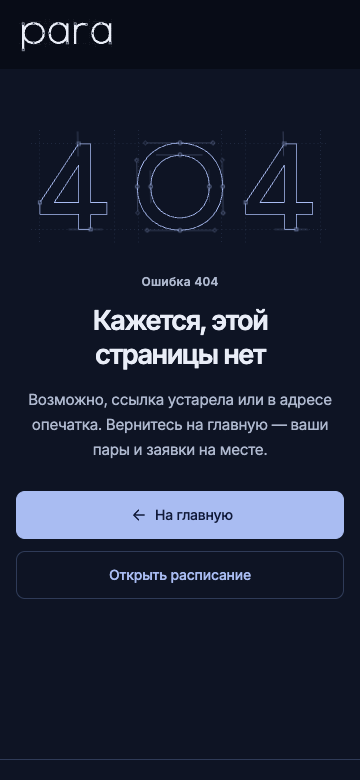 para
404
Ошибка 404
Кажется, этой
страницы нет
Возможно, ссылка устарела или в адресе
опечатка. Вернитесь на главную — ваши
пары и заявки на месте.
← На главную
Открыть расписание